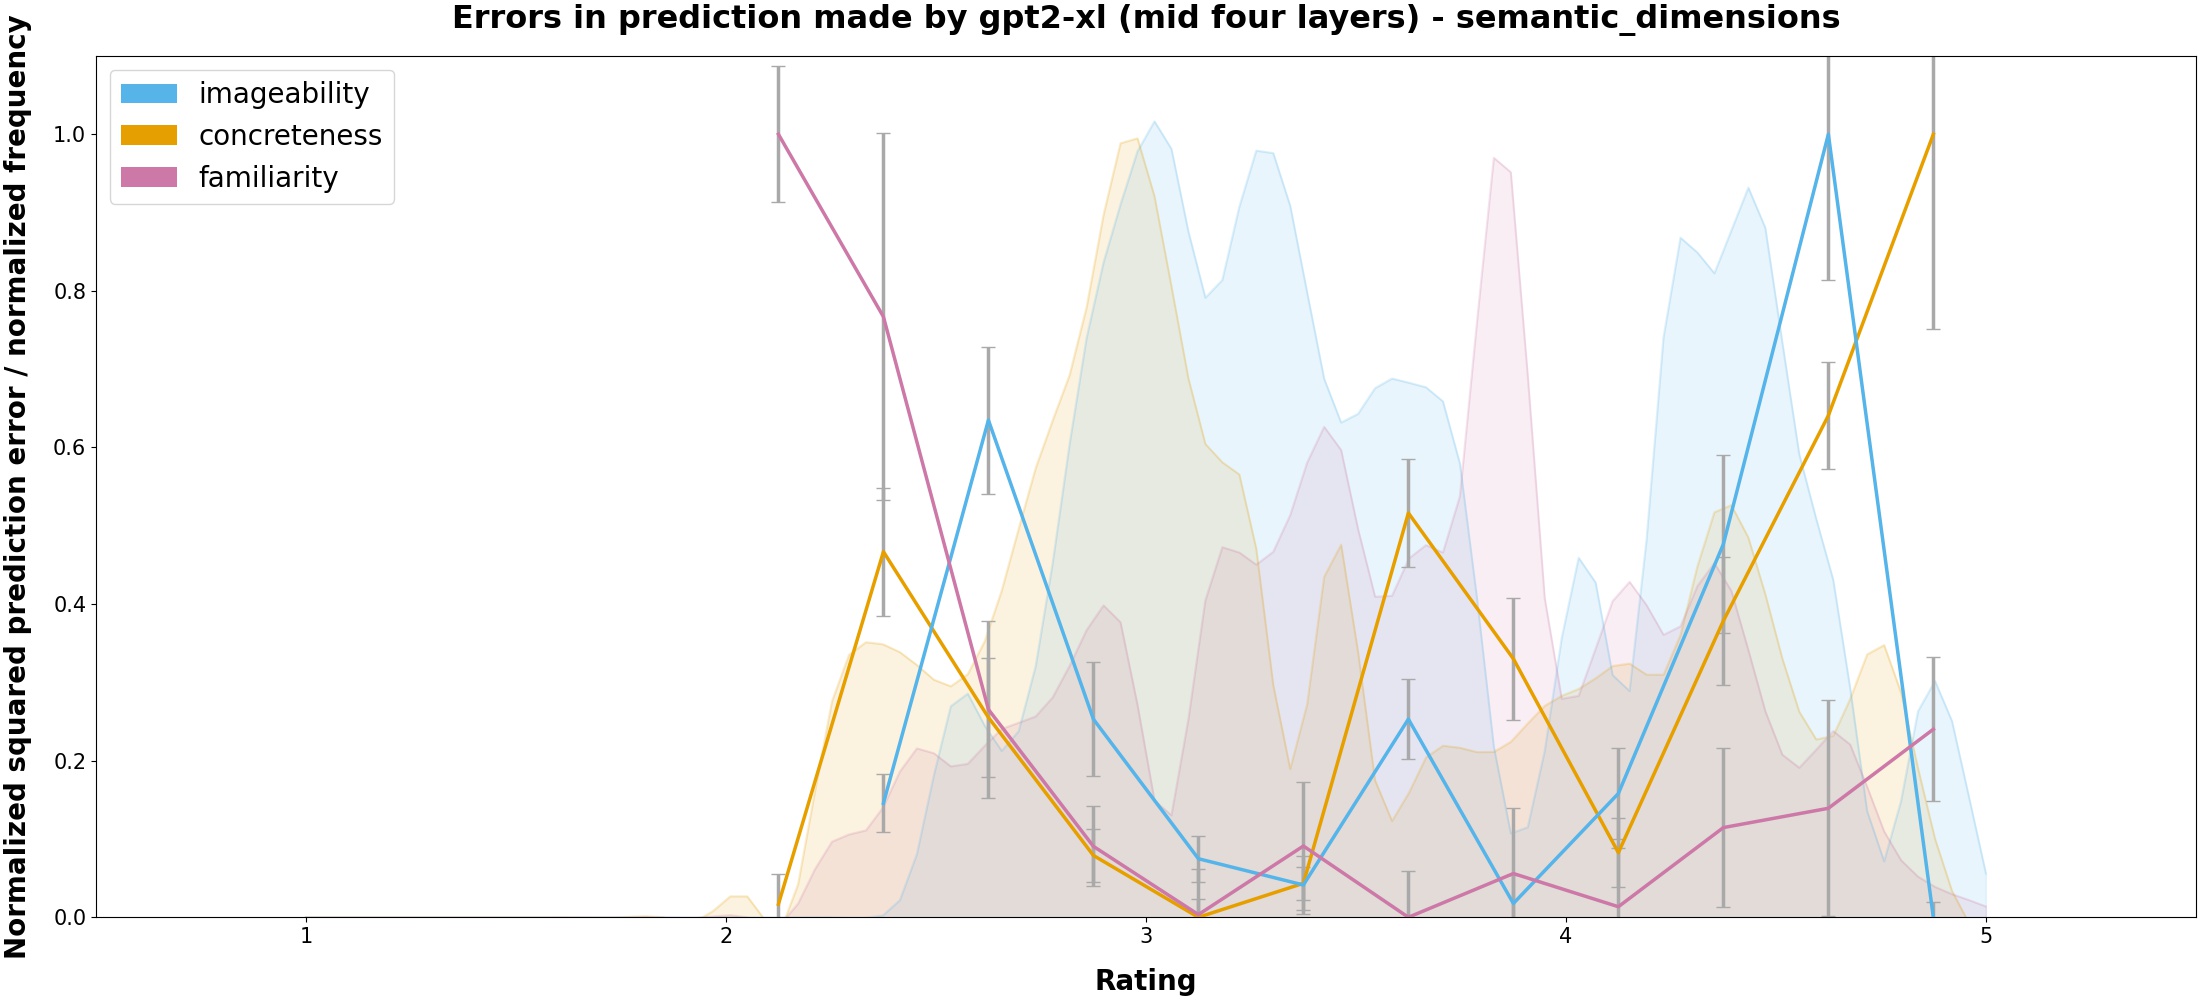 Errors in prediction made by gpt2-xl (mid four layers) - semantic_dimensions
Normalized squared prediction error / normalized frequency
imageability
concreteness
familiarity
1.0
0.8
0.6
0.4
0.2
0.0
1 2 3 4 5
Rating